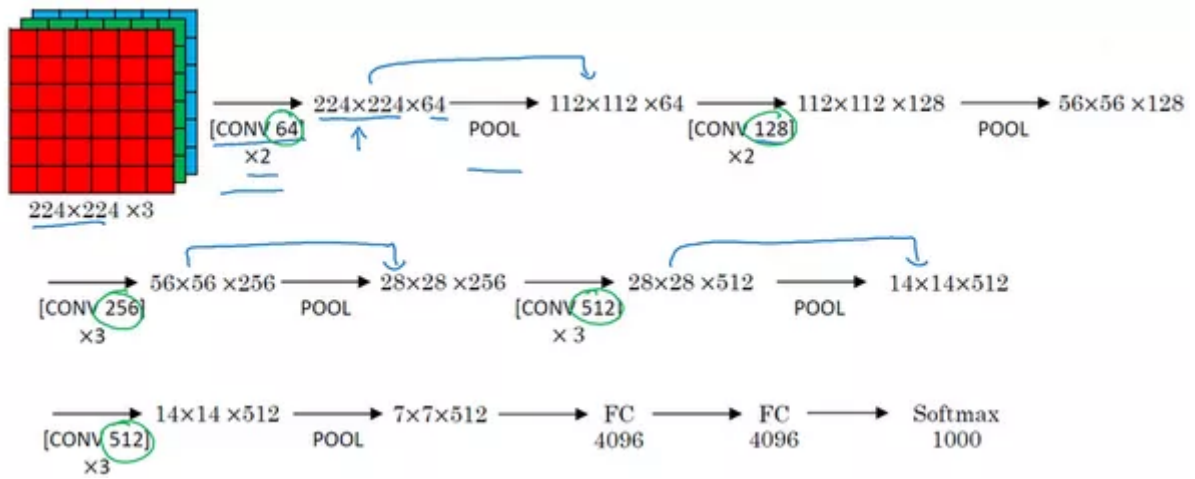 224×224×64 112×112 ×64 112×112 ×128 56×56 ×128
[CONV 64] POOL [CONV 128] POOL
×2 ×2
224×224 ×3
56×56 ×256 28×28 ×256 28×28 ×512 14×14×512
[CONV 256] POOL [CONV 512] POOL
×3 × 3
14×14 ×512 7×7×512 FC FC Softmax
[CONV 512] POOL 4096 4096 1000
×3